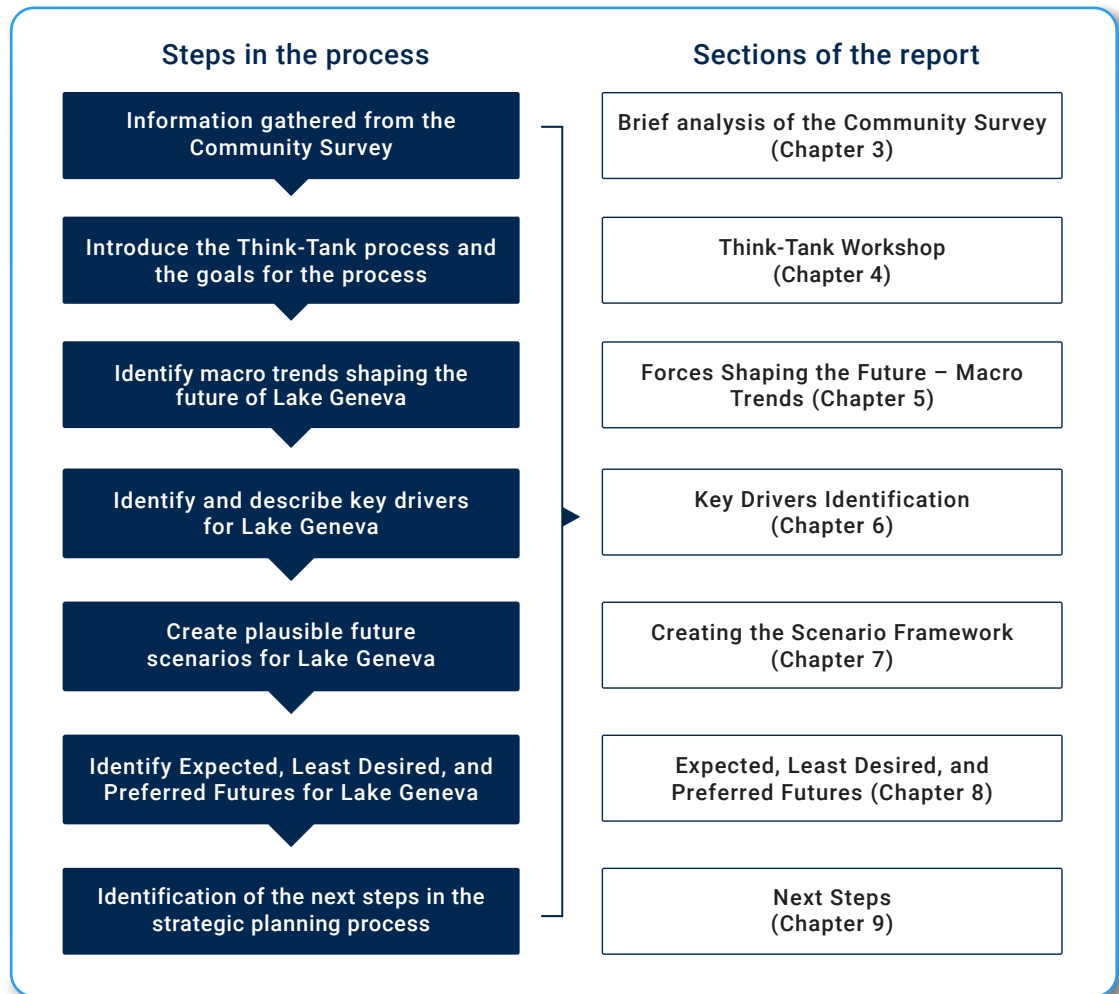 Steps in the process
Information gathered from the
Community Survey
Introduce the Think-Tank process and
the goals for the process
Identify macro trends shaping the
future of Lake Geneva
Identify and describe key drivers
for Lake Geneva
Create plausible future
scenarios for Lake Geneva
Identify Expected, Least Desired, and
Preferred Futures for Lake Geneva
Identification of the next steps in the
strategic planning process
Sections of the report
Brief analysis of the Community Survey
(Chapter 3)
Think-Tank Workshop
(Chapter 4)
Forces Shaping the Future – Macro
Trends (Chapter 5)
Key Drivers Identification
(Chapter 6)
Creating the Scenario Framework
(Chapter 7)
Expected, Least Desired, and
Preferred Futures (Chapter 8)
Next Steps
(Chapter 9)